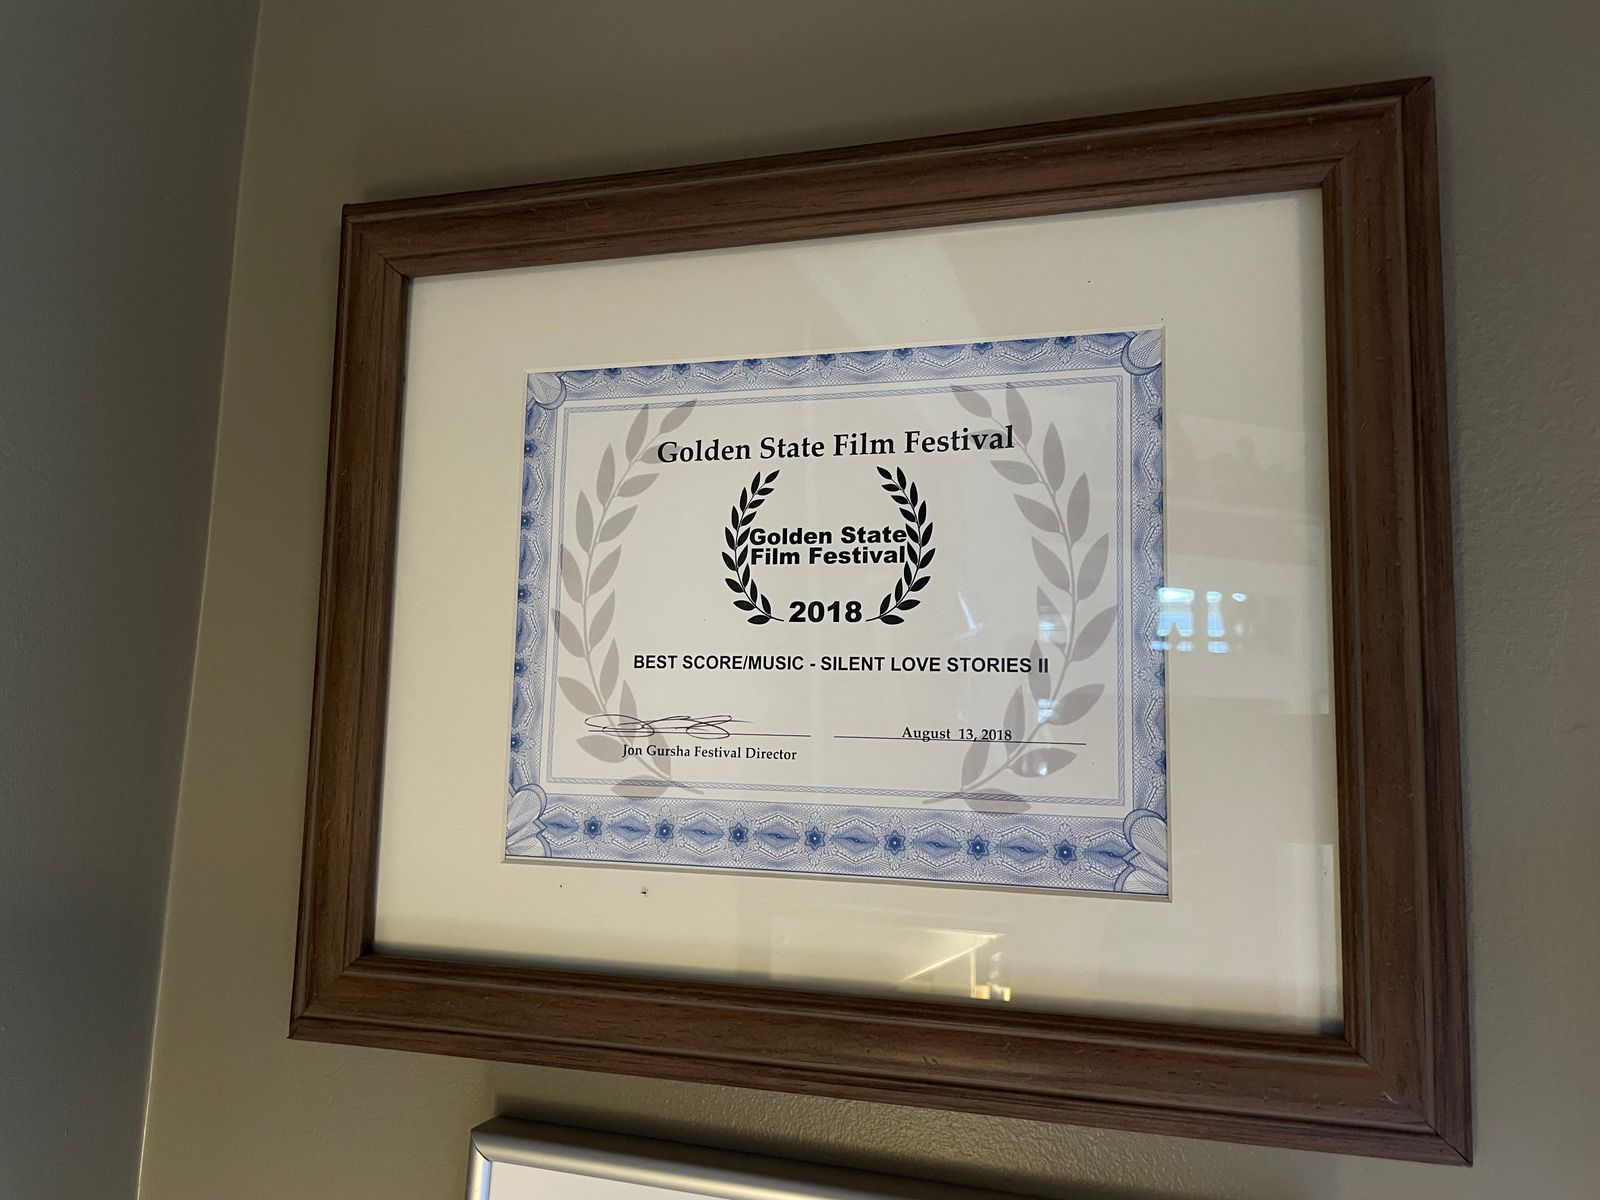 Golden State Film Festival
Golden State
Film Festival
2018
BEST SCORE/MUSIC - SILENT LOVE STORIES II
August 13, 2018
Jon Gursha Festival Director